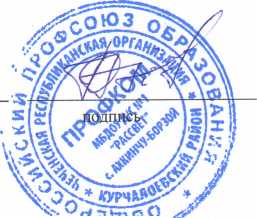 ОБЩЕРОССИЙСКИЙ ПРОФСОЮЗ ОБРАЗОВАНИЯ
ЧЕЧЕНСКАЯ РЕСПУБЛИКАНСКАЯ ОРГАНИЗАЦИЯ
* КУРЧАЛОЕВСКИЙ РАЙОН *
ПРОФКОМ
"РАССВЕТ"
с. АХКИНЧУ-БОРЗОЙ
подпись